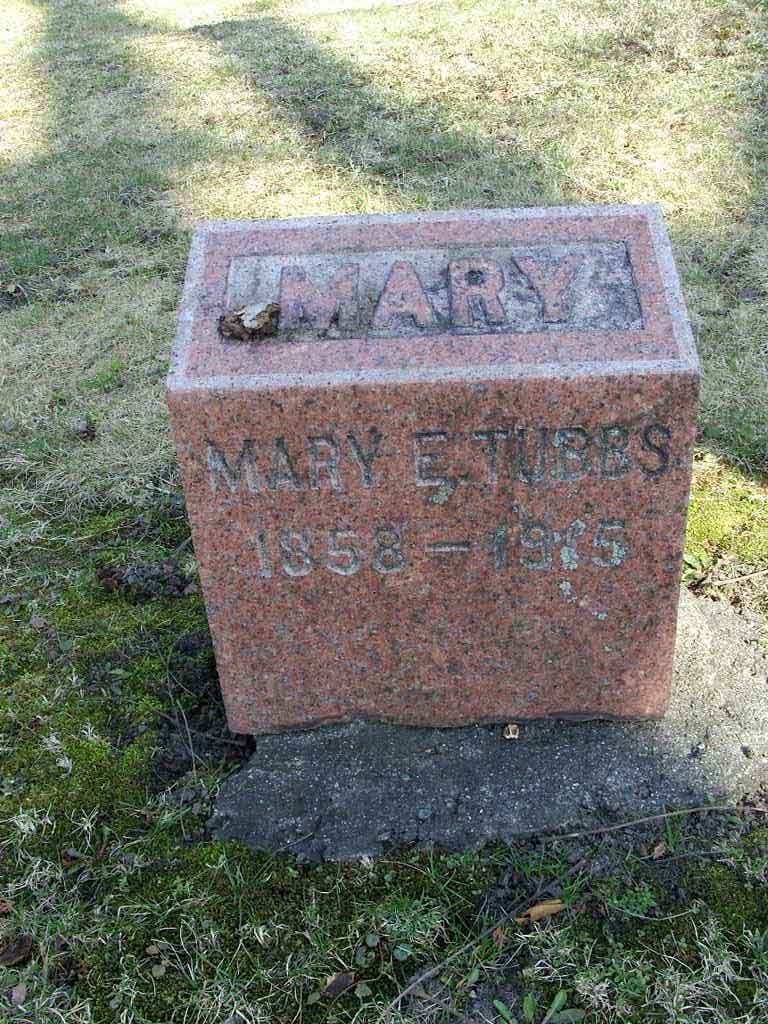 MARY
MARY E. TUBBS
1858 – 1915